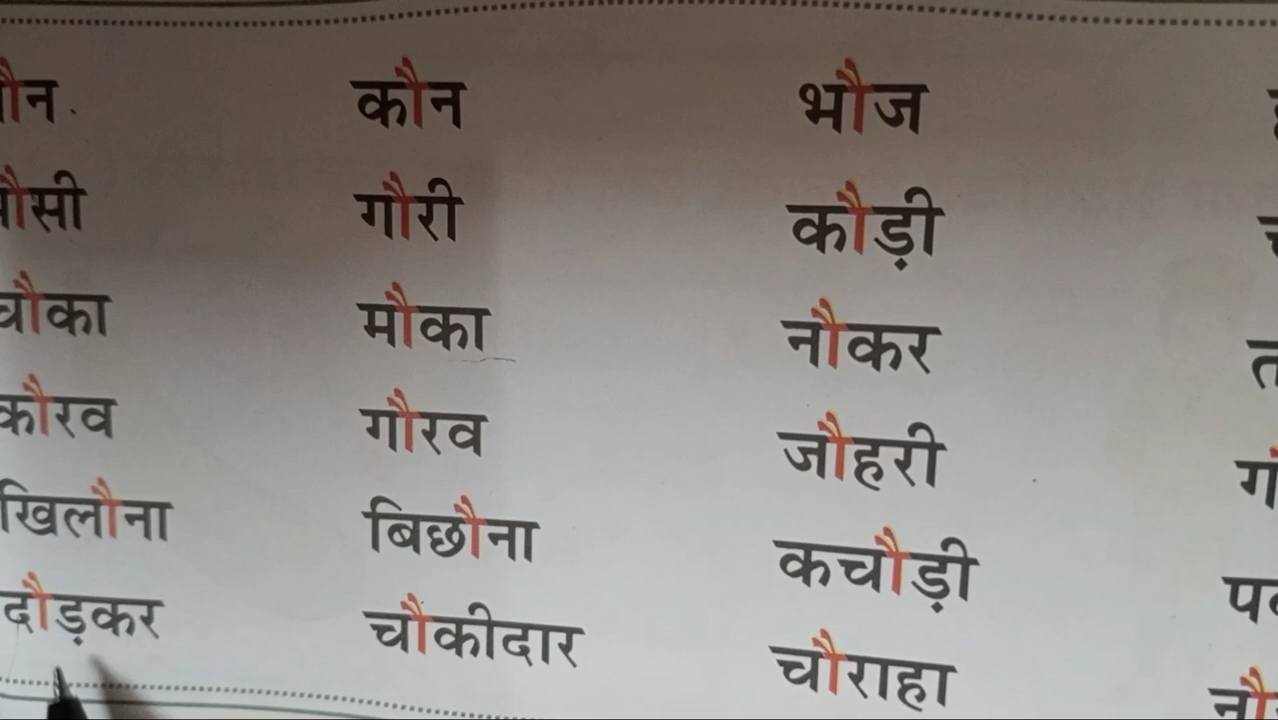 कौन भौज
गौरी कौड़ी
चौका मौका नौकर
कौरव गौरव जौहरी
खिलौना बिछौना कचौड़ी
दौड़कर चौकीदार चौराहा